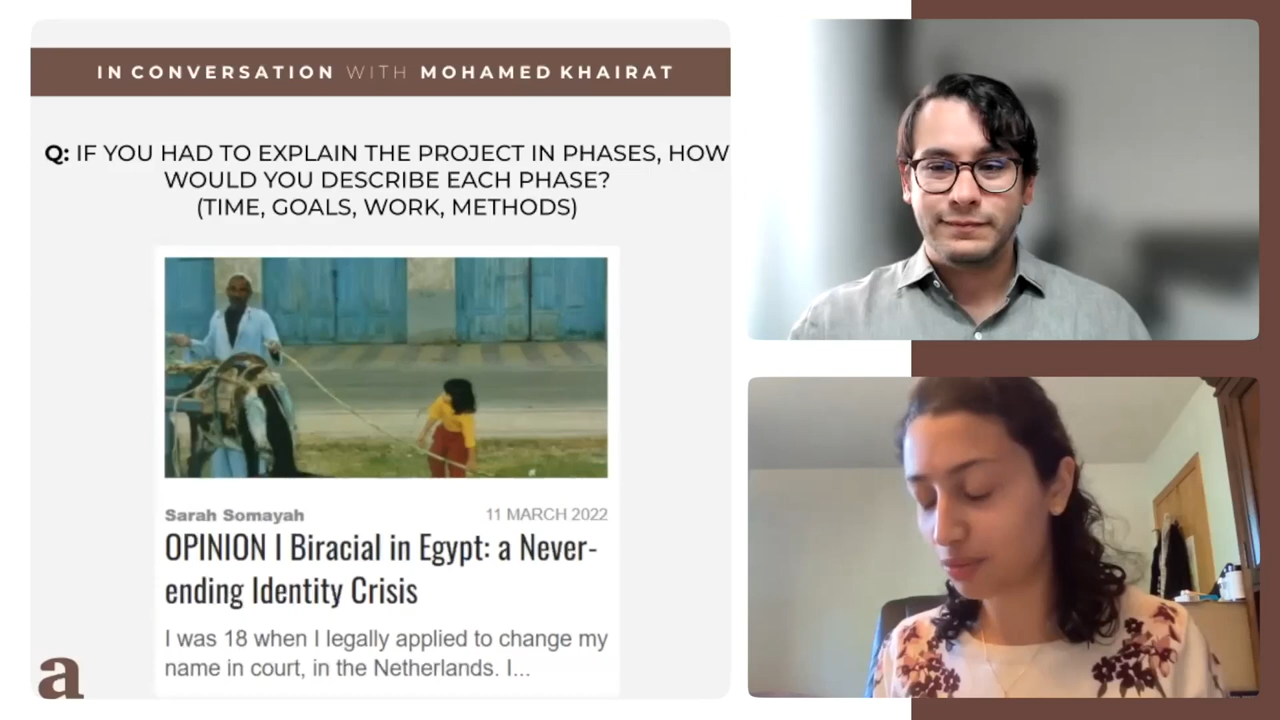 IN CONVERSATION WITH MOHAMED KHAIRAT
Q: IF YOU HAD TO EXPLAIN THE PROJECT IN PHASES, HOW
WOULD YOU DESCRIBE EACH PHASE?
(TIME, GOALS, WORK, METHODS)
Sarah Somayah 11 MARCH 2022
OPINION I Biracial in Egypt: a Never-
ending Identity Crisis
I was 18 when I legally applied to change my
name in court, in the Netherlands. I...
a